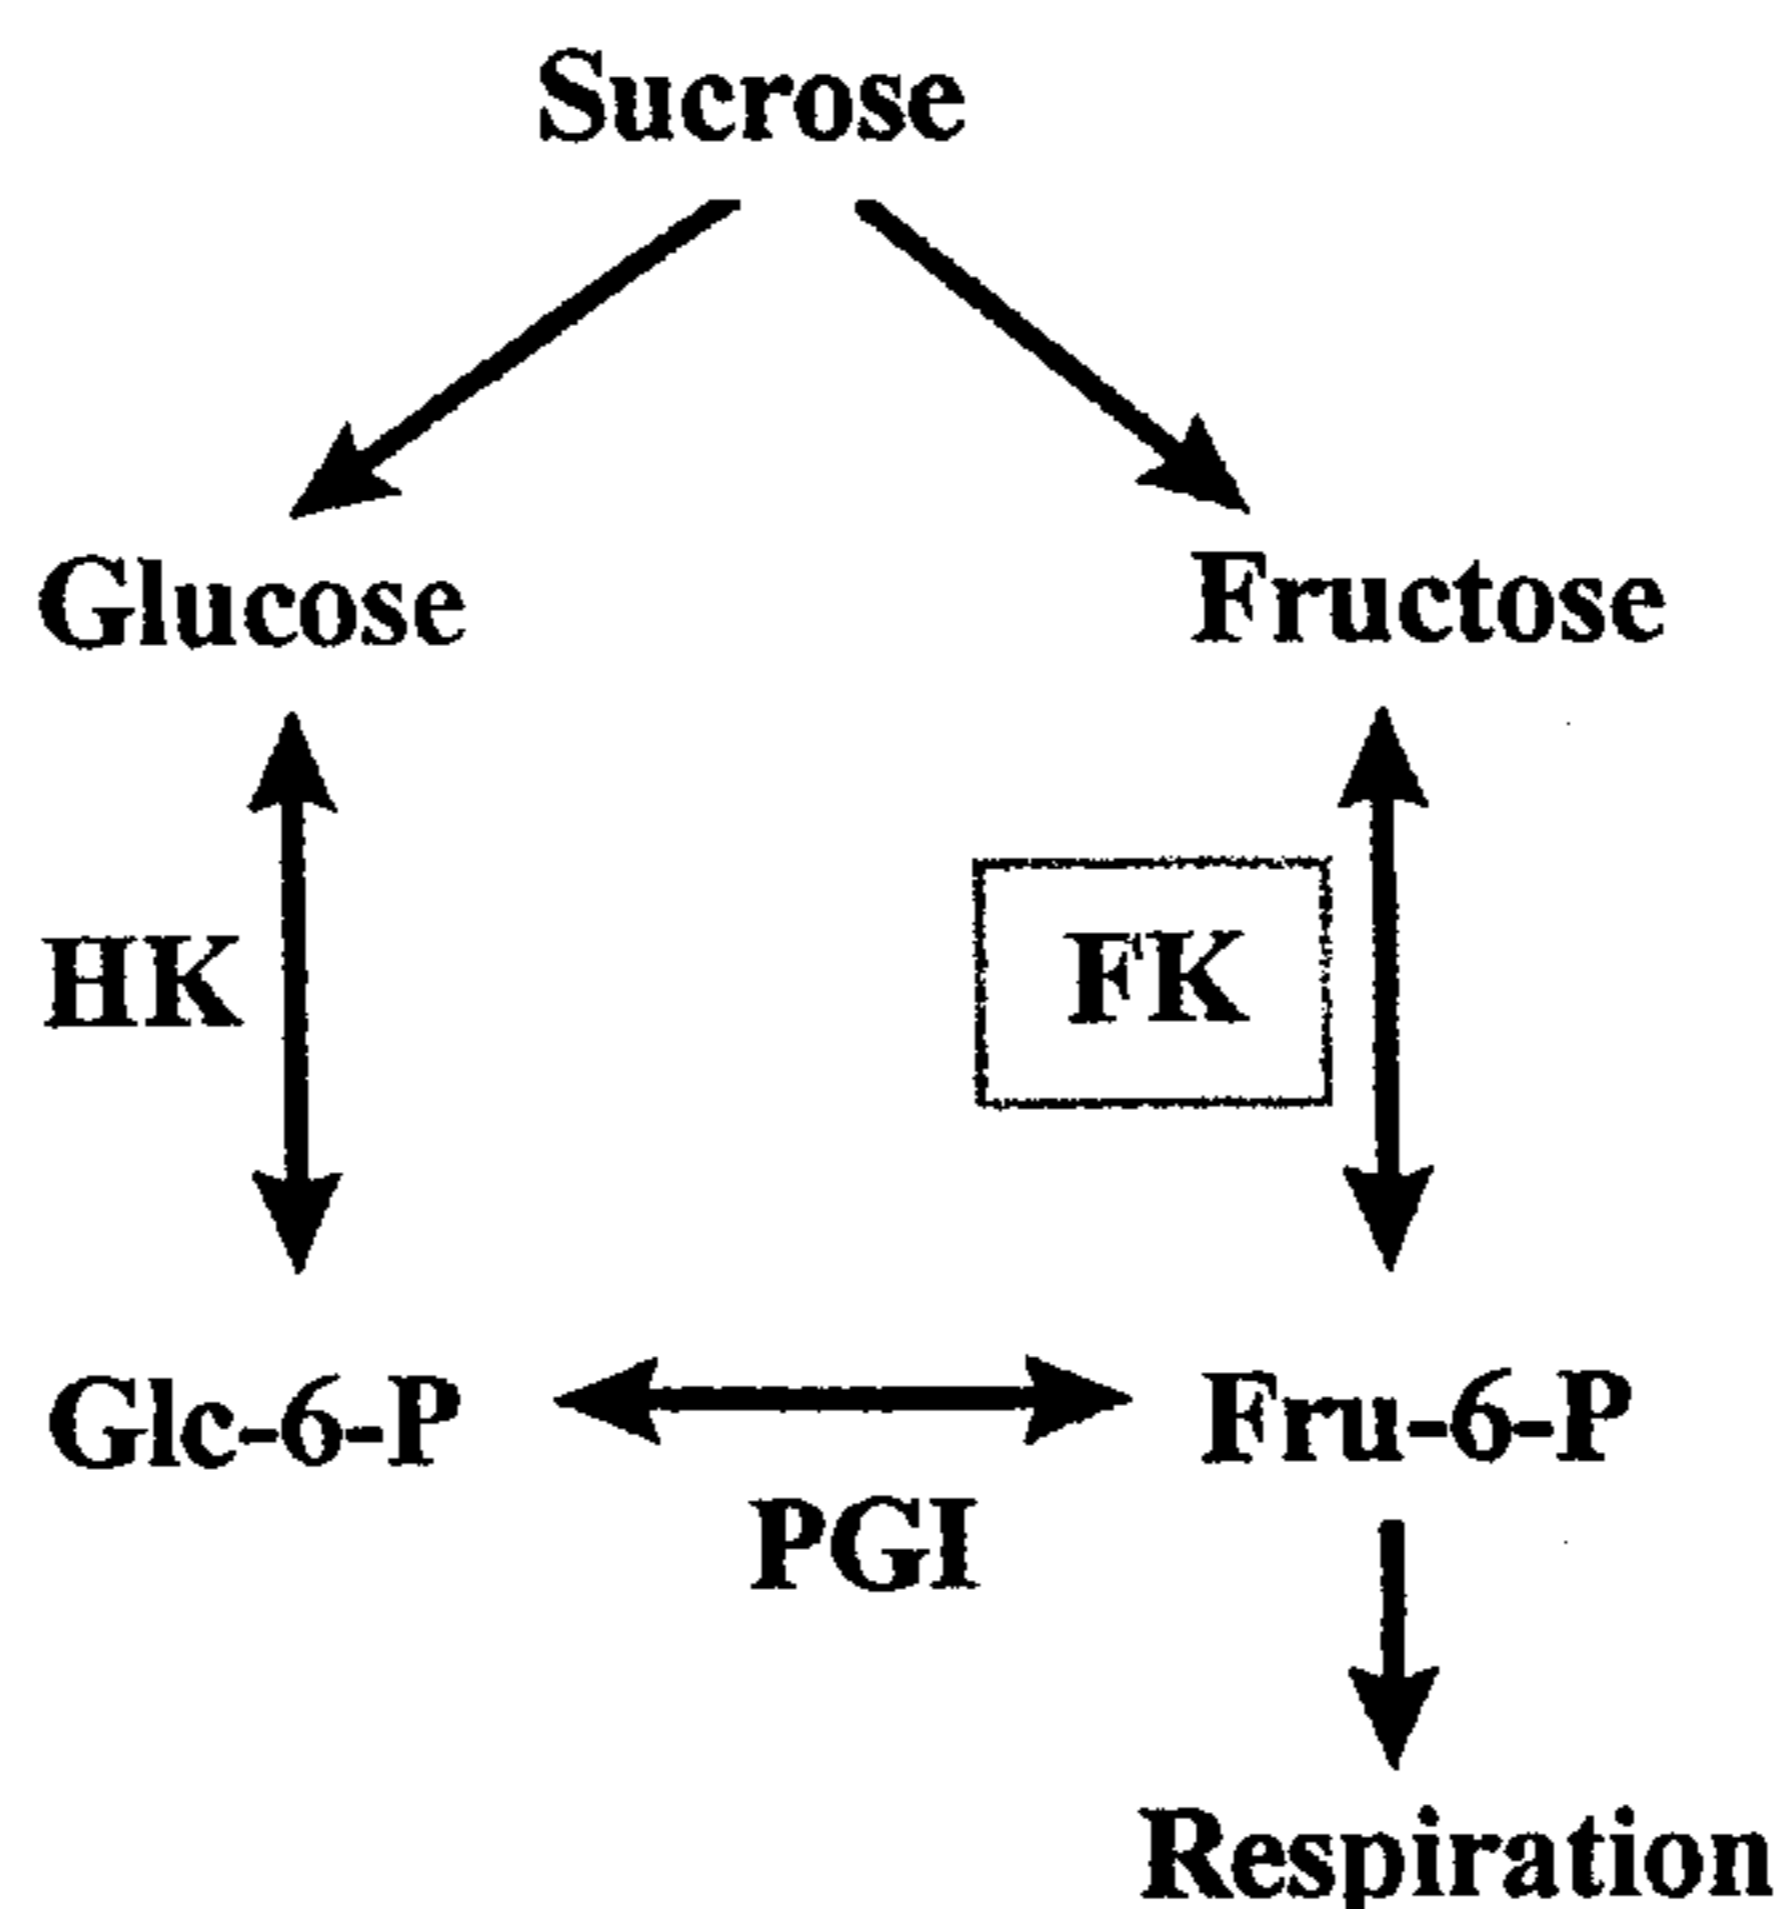 Sucrose
Glucose Fructose
HK FK
Glc-6-P Fru-6-P
PGI
Respiration